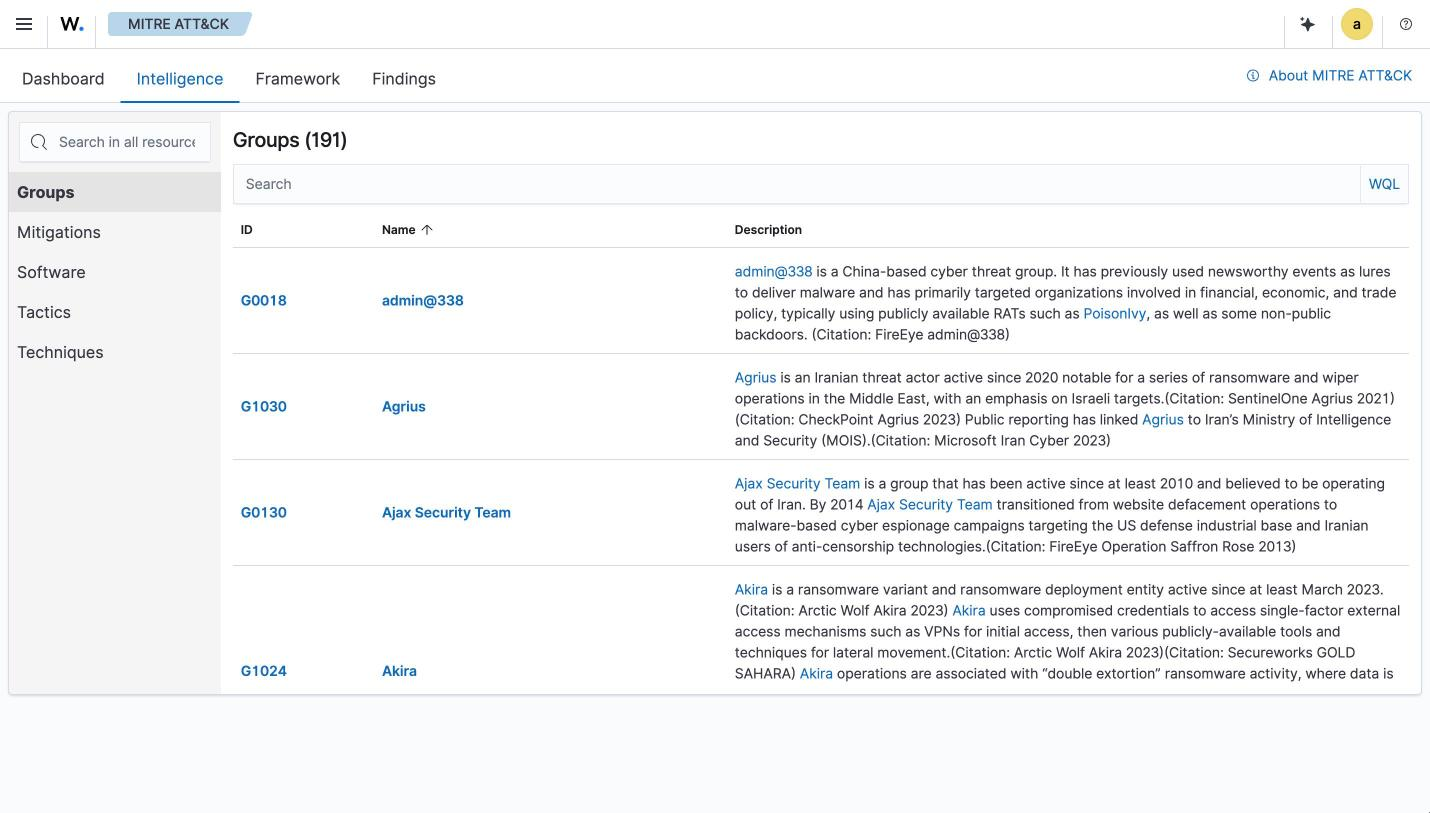 W.
MITRE ATT&CK
a
Dashboard
Intelligence
Framework
Findings
About MITRE ATT&CK
Search in all resourc
Groups
Mitigations
Software
Tactics
Techniques
Groups (191)
Search
WQL
ID
Name
Description
G0018
admin@338
admin@338 is a China-based cyber threat group. It has previously used newsworthy events as lures
to deliver malware and has primarily targeted organizations involved in financial, economic, and trade
policy, typically using publicly available RATs such as PoisonIvy, as well as some non-public
backdoors. (Citation: FireEye admin@338)
G1030
Agrius
Agrius is an Iranian threat actor active since 2020 notable for a series of ransomware and wiper
operations in the Middle East, with an emphasis on Israeli targets.(Citation: SentinelOne Agrius 2021)
(Citation: CheckPoint Agrius 2023) Public reporting has linked Agrius to Iran’s Ministry of Intelligence
and Security (MOIS).(Citation: Microsoft Iran Cyber 2023)
G0130
Ajax Security Team
Ajax Security Team is a group that has been active since at least 2010 and believed to be operating
out of Iran. By 2014 Ajax Security Team transitioned from website defacement operations to
malware-based cyber espionage campaigns targeting the US defense industrial base and Iranian
users of anti-censorship technologies.(Citation: FireEye Operation Saffron Rose 2013)
G1024
Akira
Akira is a ransomware variant and ransomware deployment entity active since at least March 2023.
(Citation: Arctic Wolf Akira 2023) Akira uses compromised credentials to access single-factor external
access mechanisms such as VPNs for initial access, then various publicly-available tools and
techniques for lateral movement.(Citation: Arctic Wolf Akira 2023)(Citation: Secureworks GOLD
SAHARA) Akira operations are associated with “double extortion” ransomware activity, where data is